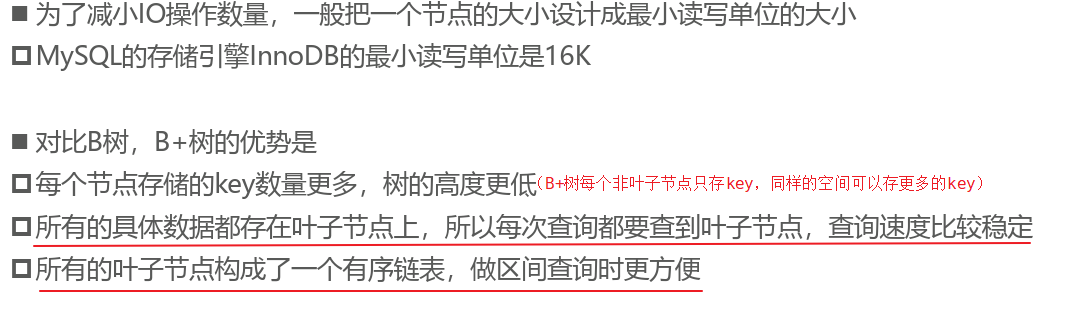 为了减小IO操作数量，一般把一个节点的大小设计成最小读写单位的大小
MySQL的存储引擎InnoDB的最小读写单位是16K
对比B树，B+树的优势是
每个节点存储的key数量更多，树的高度更低（B+树每个非叶子节点只存key，同样的空间可以存更多的key）
所有的具体数据都存在叶子节点上，所以每次查询都要查到叶子节点，查询速度比较稳定
所有的叶子节点构成了一个有序链表，做区间查询时更方便